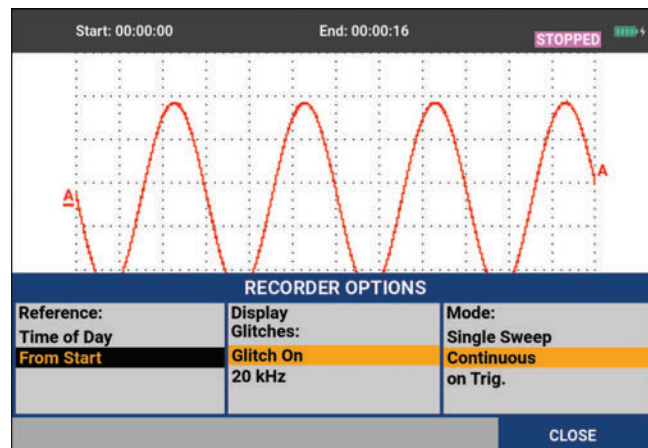 Start: 00:00:00 End: 00:00:16 STOPPED
A
A
RECORDER OPTIONS
Reference:
Time of Day
From Start
Display
Glitches:
Glitch On
20 kHz
Mode:
Single Sweep
Continuous
on Trig.
CLOSE